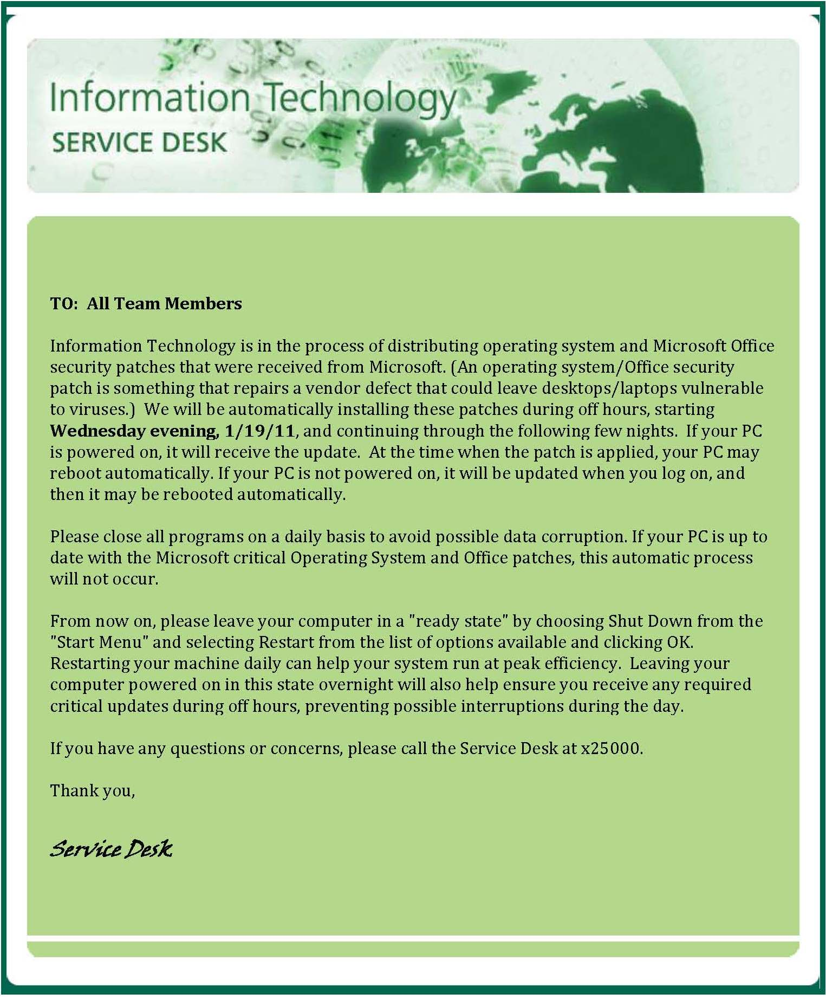 Information Technology
SERVICE DESK
TO:  All Team Members
Information Technology is in the process of distributing operating system and Microsoft Office
security patches that were received from Microsoft. (An operating system/Office security
patch is something that repairs a vendor defect that could leave desktops/laptops vulnerable
to viruses.)  We will be automatically installing these patches during off hours, starting
Wednesday evening, 1/19/11, and continuing through the following few nights.  If your PC
is powered on, it will receive the update.  At the time when the patch is applied, your PC may
reboot automatically. If your PC is not powered on, it will be updated when you log on, and
then it may be rebooted automatically.
Please close all programs on a daily basis to avoid possible data corruption. If your PC is up to
date with the Microsoft critical Operating System and Office patches, this automatic process
will not occur.
From now on, please leave your computer in a "ready state" by choosing Shut Down from the
"Start Menu" and selecting Restart from the list of options available and clicking OK.
Restarting your machine daily can help your system run at peak efficiency.  Leaving your
computer powered on in this state overnight will also help ensure you receive any required
critical updates during off hours, preventing possible interruptions during the day.
If you have any questions or concerns, please call the Service Desk at x25000.
Thank you,
Service Desk